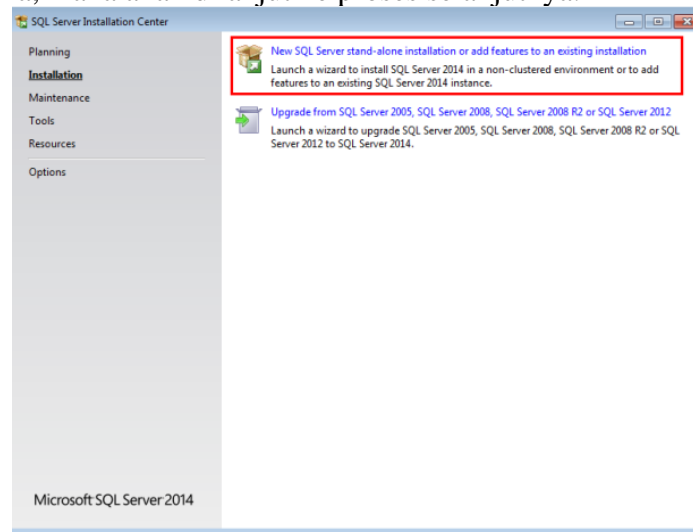 SQL Server Installation Center
Planning
Installation
Maintenance
Tools
Resources
Options
New SQL Server stand-alone installation or add features to an existing installation
Launch a wizard to install SQL Server 2014 in a non-clustered environment or to add
features to an existing SQL Server 2014 instance.
Upgrade from SQL Server 2005, SQL Server 2008, SQL Server 2008 R2 or SQL Server 2012
Launch a wizard to upgrade SQL Server 2005, SQL Server 2008, SQL Server 2008 R2 or SQL
Server 2012 to SQL Server 2014.
Microsoft SQL Server 2014